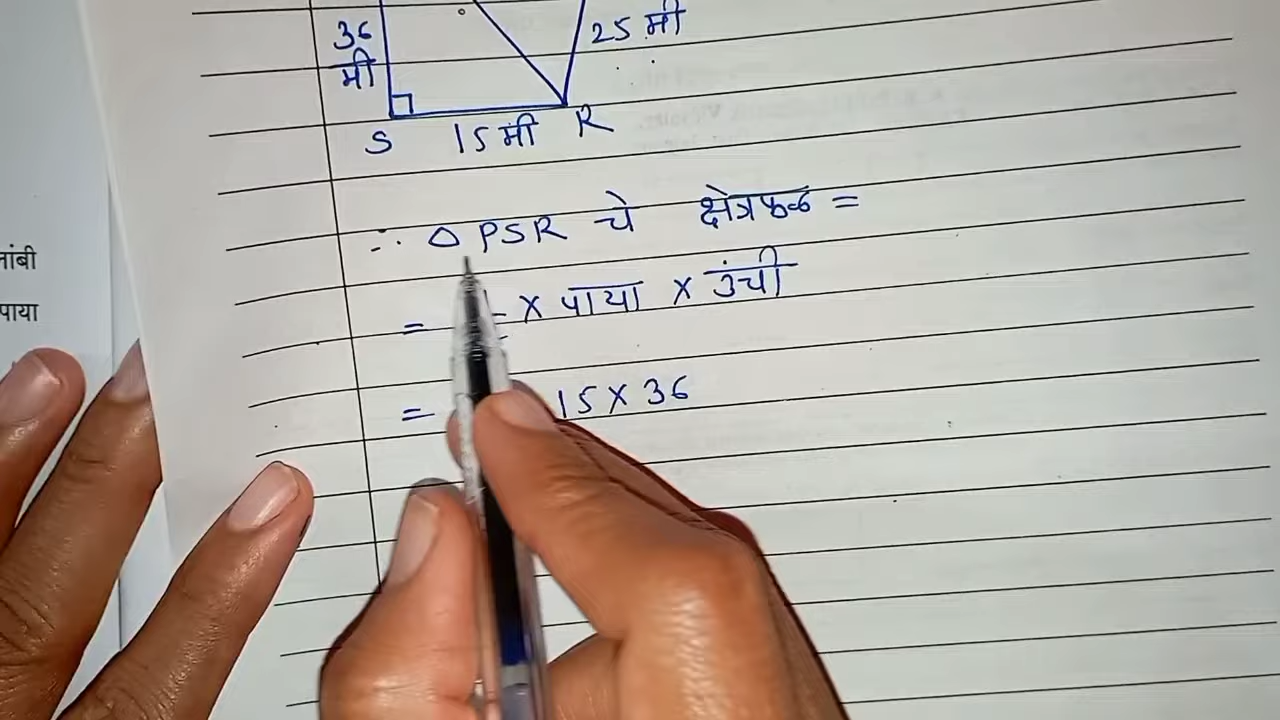 36 25 मी
मी
S 15 मी R
∴ △ PSR चे क्षेत्रफळ =
= × पाया × उंची
= 15 × 36
पाया